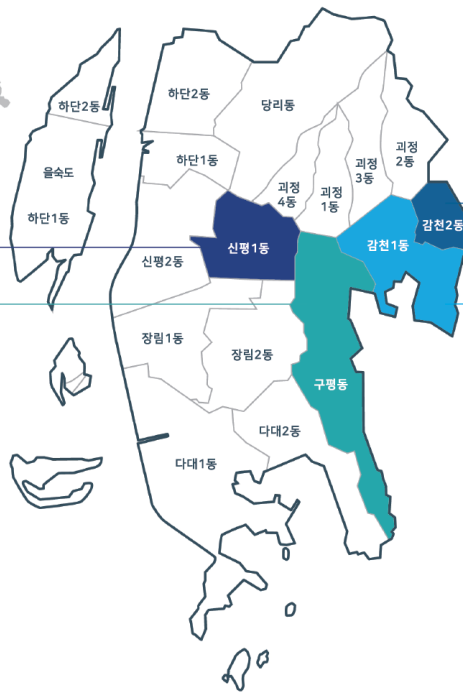 하단2동
하단2동
당리동
을숙도
하단1동
괴정
2동
괴정
3동
괴정
4동
괴정
1동
하단1동
감천2동
신평1동
감천1동
신평2동
장림1동
장림2동
구평동
다대2동
다대1동